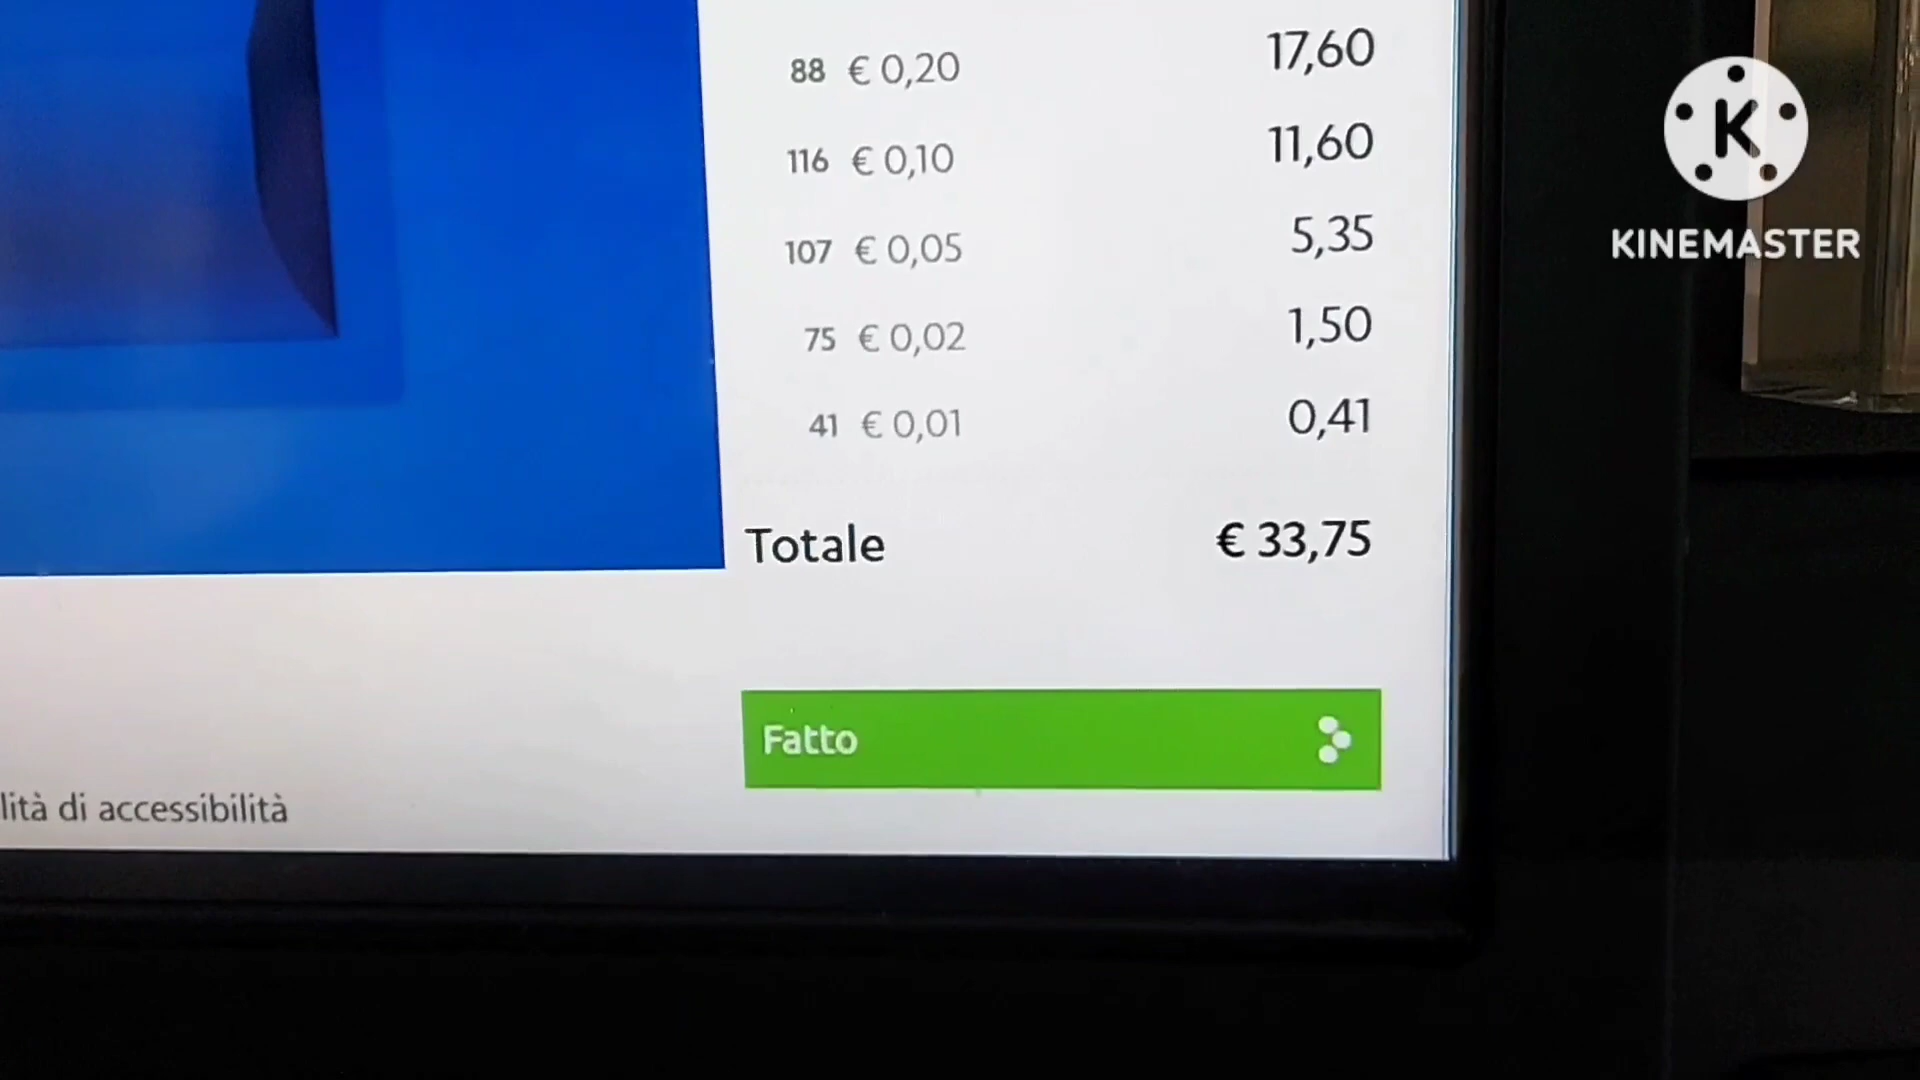 88 € 0,20 17,60
116 € 0,10 11,60
107 € 0,05 5,35
75 € 0,02 1,50
41 € 0,01 0,41
Totale € 33,75
Fatto
lità di accessibilità
K
KINEMASTER